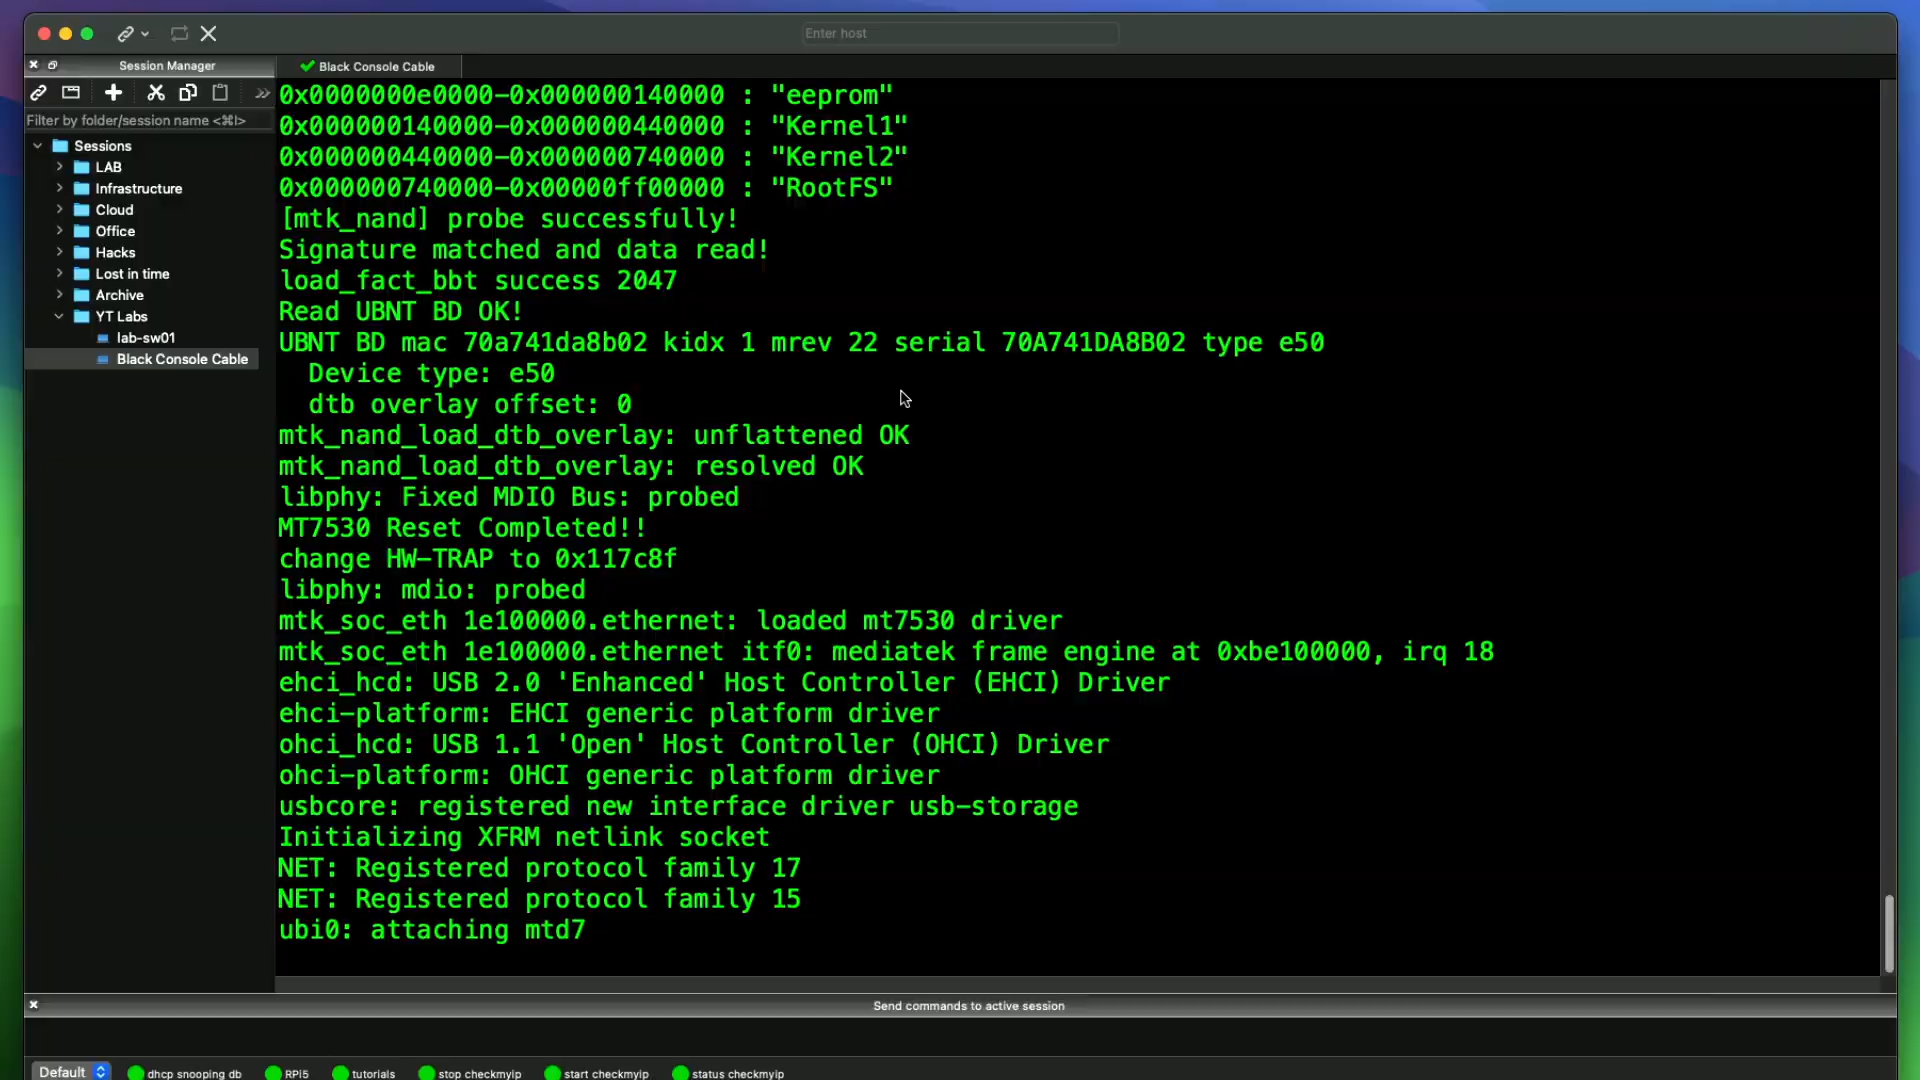 Enter host
Session Manager
Black Console Cable
Filter by folder/session name <⌘I>
Sessions
LAB
Infrastructure
Cloud
Office
Hacks
Lost in time
Archive
YT Labs
lab-sw01
Black Console Cable
0x0000000e0000-0x000000140000 : "eeprom"
0x000000140000-0x000000440000 : "Kernel1"
0x000000440000-0x000000740000 : "Kernel2"
0x000000740000-0x00000ff00000 : "RootFS"
[mtk_nand] probe successfully!
Signature matched and data read!
load_fact_bbt success 2047
Read UBNT BD OK!
UBNT BD mac 70a741da8b02 kidx 1 mrev 22 serial 70A741DA8B02 type e50
Device type: e50
dtb overlay offset: 0
mtk_nand_load_dtb_overlay: unflattened OK
mtk_nand_load_dtb_overlay: resolved OK
libphy: Fixed MDIO Bus: probed
MT7530 Reset Completed!!
change HW-TRAP to 0x117c8f
libphy: mdio: probed
mtk_soc_eth 1e100000.ethernet: loaded mt7530 driver
mtk_soc_eth 1e100000.ethernet itf0: mediatek frame engine at 0xbe100000, irq 18
ehci_hcd: USB 2.0 'Enhanced' Host Controller (EHCI) Driver
ehci-platform: EHCI generic platform driver
ohci_hcd: USB 1.1 'Open' Host Controller (OHCI) Driver
ohci-platform: OHCI generic platform driver
usbcore: registered new interface driver usb-storage
Initializing XFRM netlink socket
NET: Registered protocol family 17
NET: Registered protocol family 15
ubi0: attaching mtd7
Send commands to active session
Default dhcp snooping db RPi5 tutorials stop checkmyip start checkmyip status checkmyip